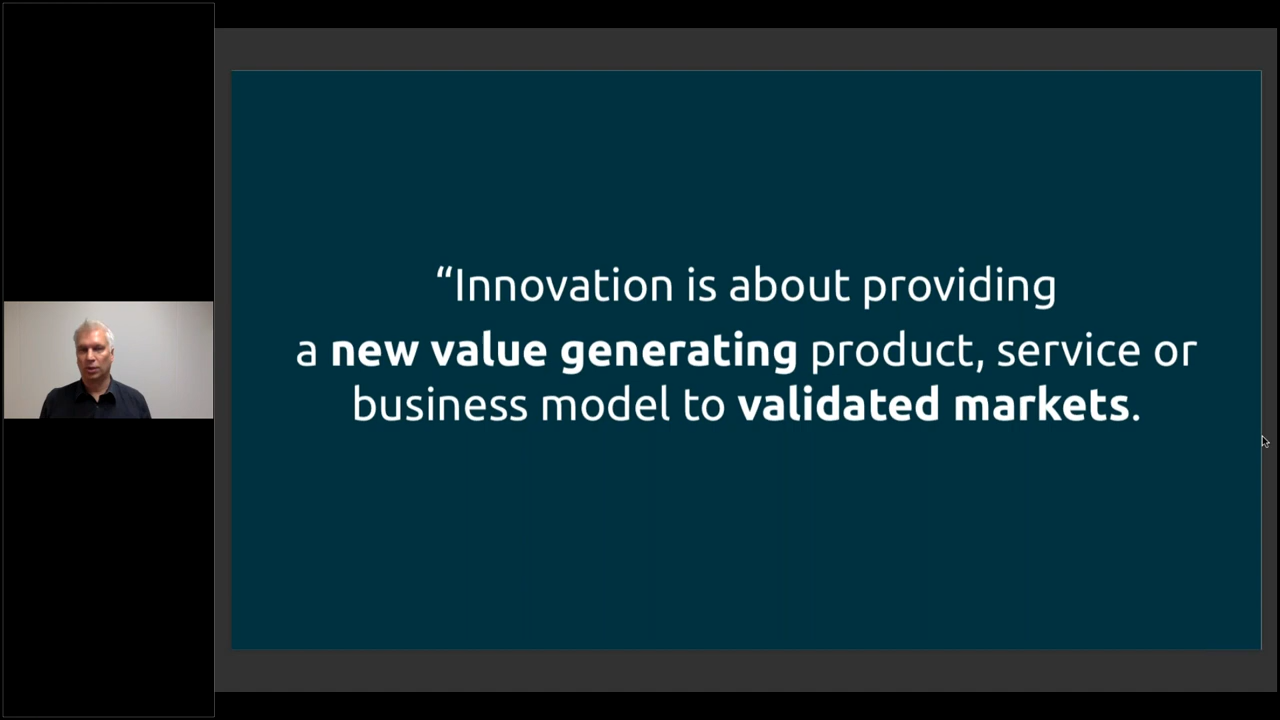 “Innovation is about providing
a new value generating product, service or
business model to validated markets.